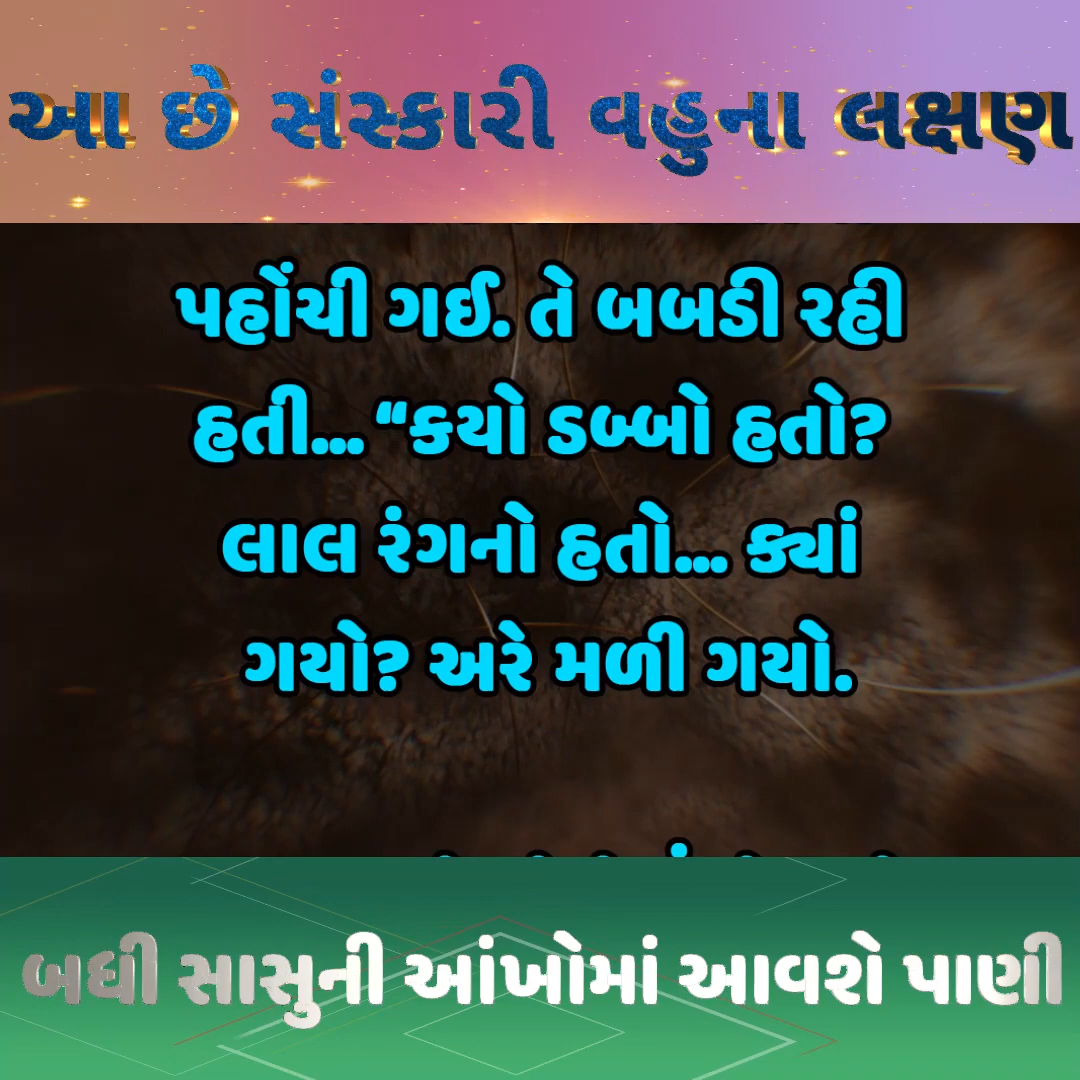 આ છે સંસ્કારી વહુના લક્ષણ
પહોંચી ગઈ. તે બબડી રહી
હતી... “કયો ડબ્બો હતો?
લાલ રંગનો હતો... ક્યાં
ગયો? અરે મળી ગયો.
બધી સાસુની આંખોમાં આવશે પાણી